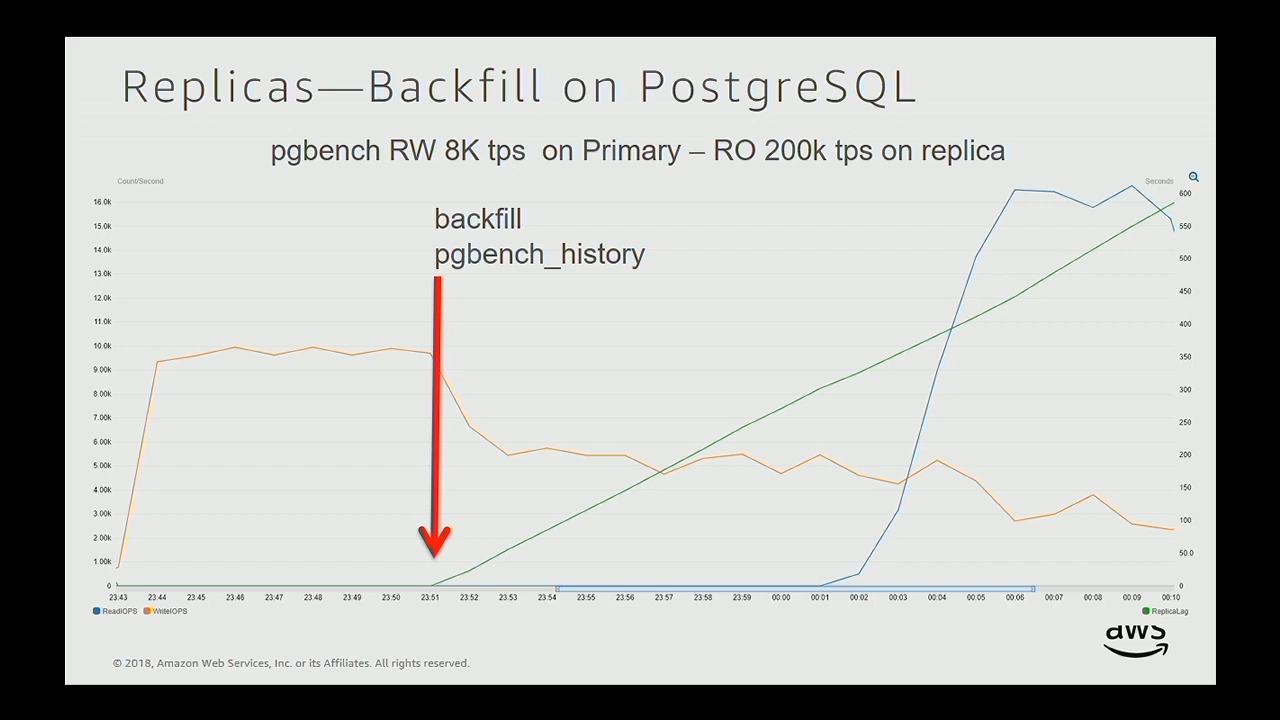 Replicas—Backfill on PostgreSQL
pgbench RW 8K tps on Primary – RO 200k tps on replica
Count/Second
Seconds
backfill
pgbench_history
16.0k
15.0k
14.0k
13.0k
12.0k
11.0k
10.0k
9.00k
8.00k
7.00k
6.00k
5.00k
4.00k
3.00k
2.00k
1.00k
0
600
550
500
450
400
350
300
250
200
150
100
50.0
0
23:43 23:44 23:45 23:46 23:47 23:48 23:49 23:50 23:51 23:52 23:53 23:54 23:55 23:56 23:57 23:58 23:59 00:00 00:01 00:02 00:03 00:04 00:05 00:06 00:07 00:08 00:09 00:10
ReadIOPS WriteIOPS
ReplicaLag
aws
© 2018, Amazon Web Services, Inc. or its Affiliates. All rights reserved.